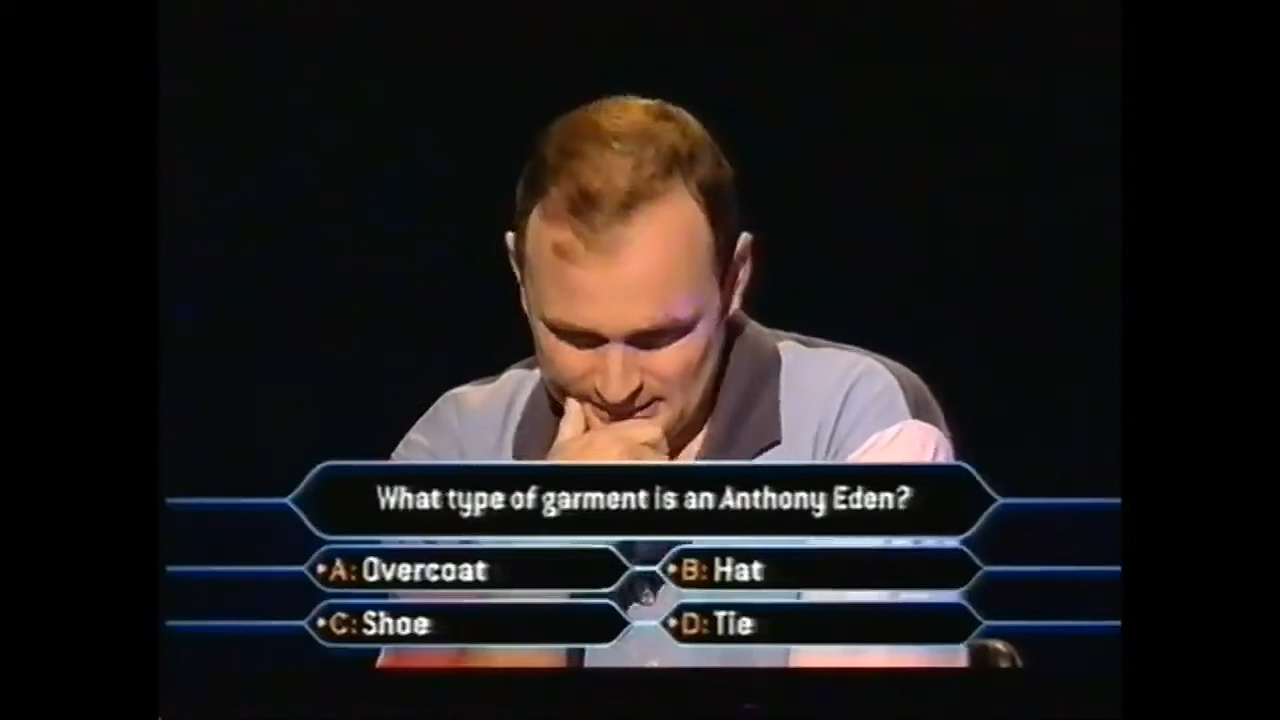 What type of garment is an Anthony Eden?
A: Overcoat
B: Hat
C: Shoe
D: Tie